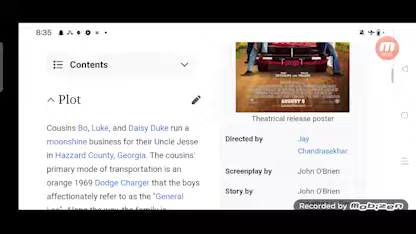 8:35
Contents
Plot
Cousins Bo, Luke, and Daisy Duke run a
moonshine business for their Uncle Jesse
in Hazzard County, Georgia. The cousins'
primary mode of transportation is an
orange 1969 Dodge Charger that the boys
affectionately refer to as the "General
AUGUST 5
Theatrical release poster
Directed by Jay
Chandrasekhar
Screenplay by John O'Brien
Story by John O'Brien
Recorded by mobizen